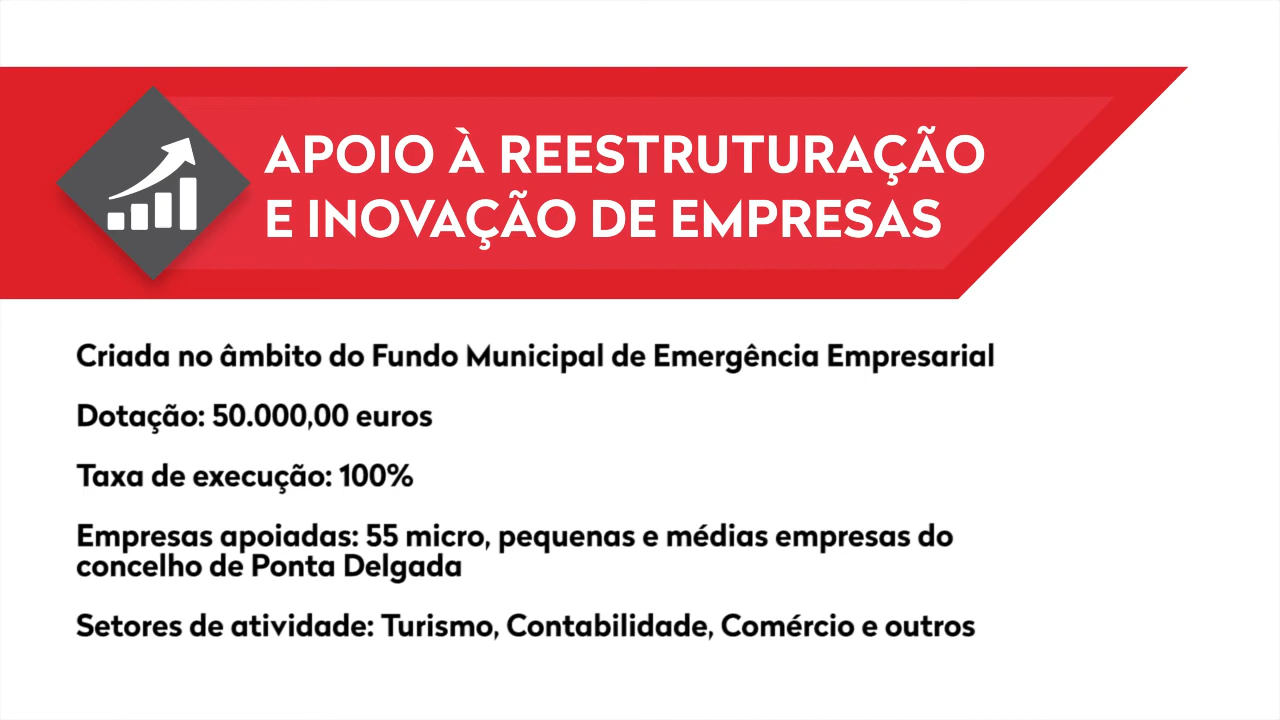 APOIO À REESTRUTURAÇÃO
E INOVAÇÃO DE EMPRESAS
Criada no âmbito do Fundo Municipal de Emergência Empresarial
Dotação: 50.000,00 euros
Taxa de execução: 100%
Empresas apoiadas: 55 micro, pequenas e médias empresas do
concelho de Ponta Delgada
Setores de atividade: Turismo, Contabilidade, Comércio e outros